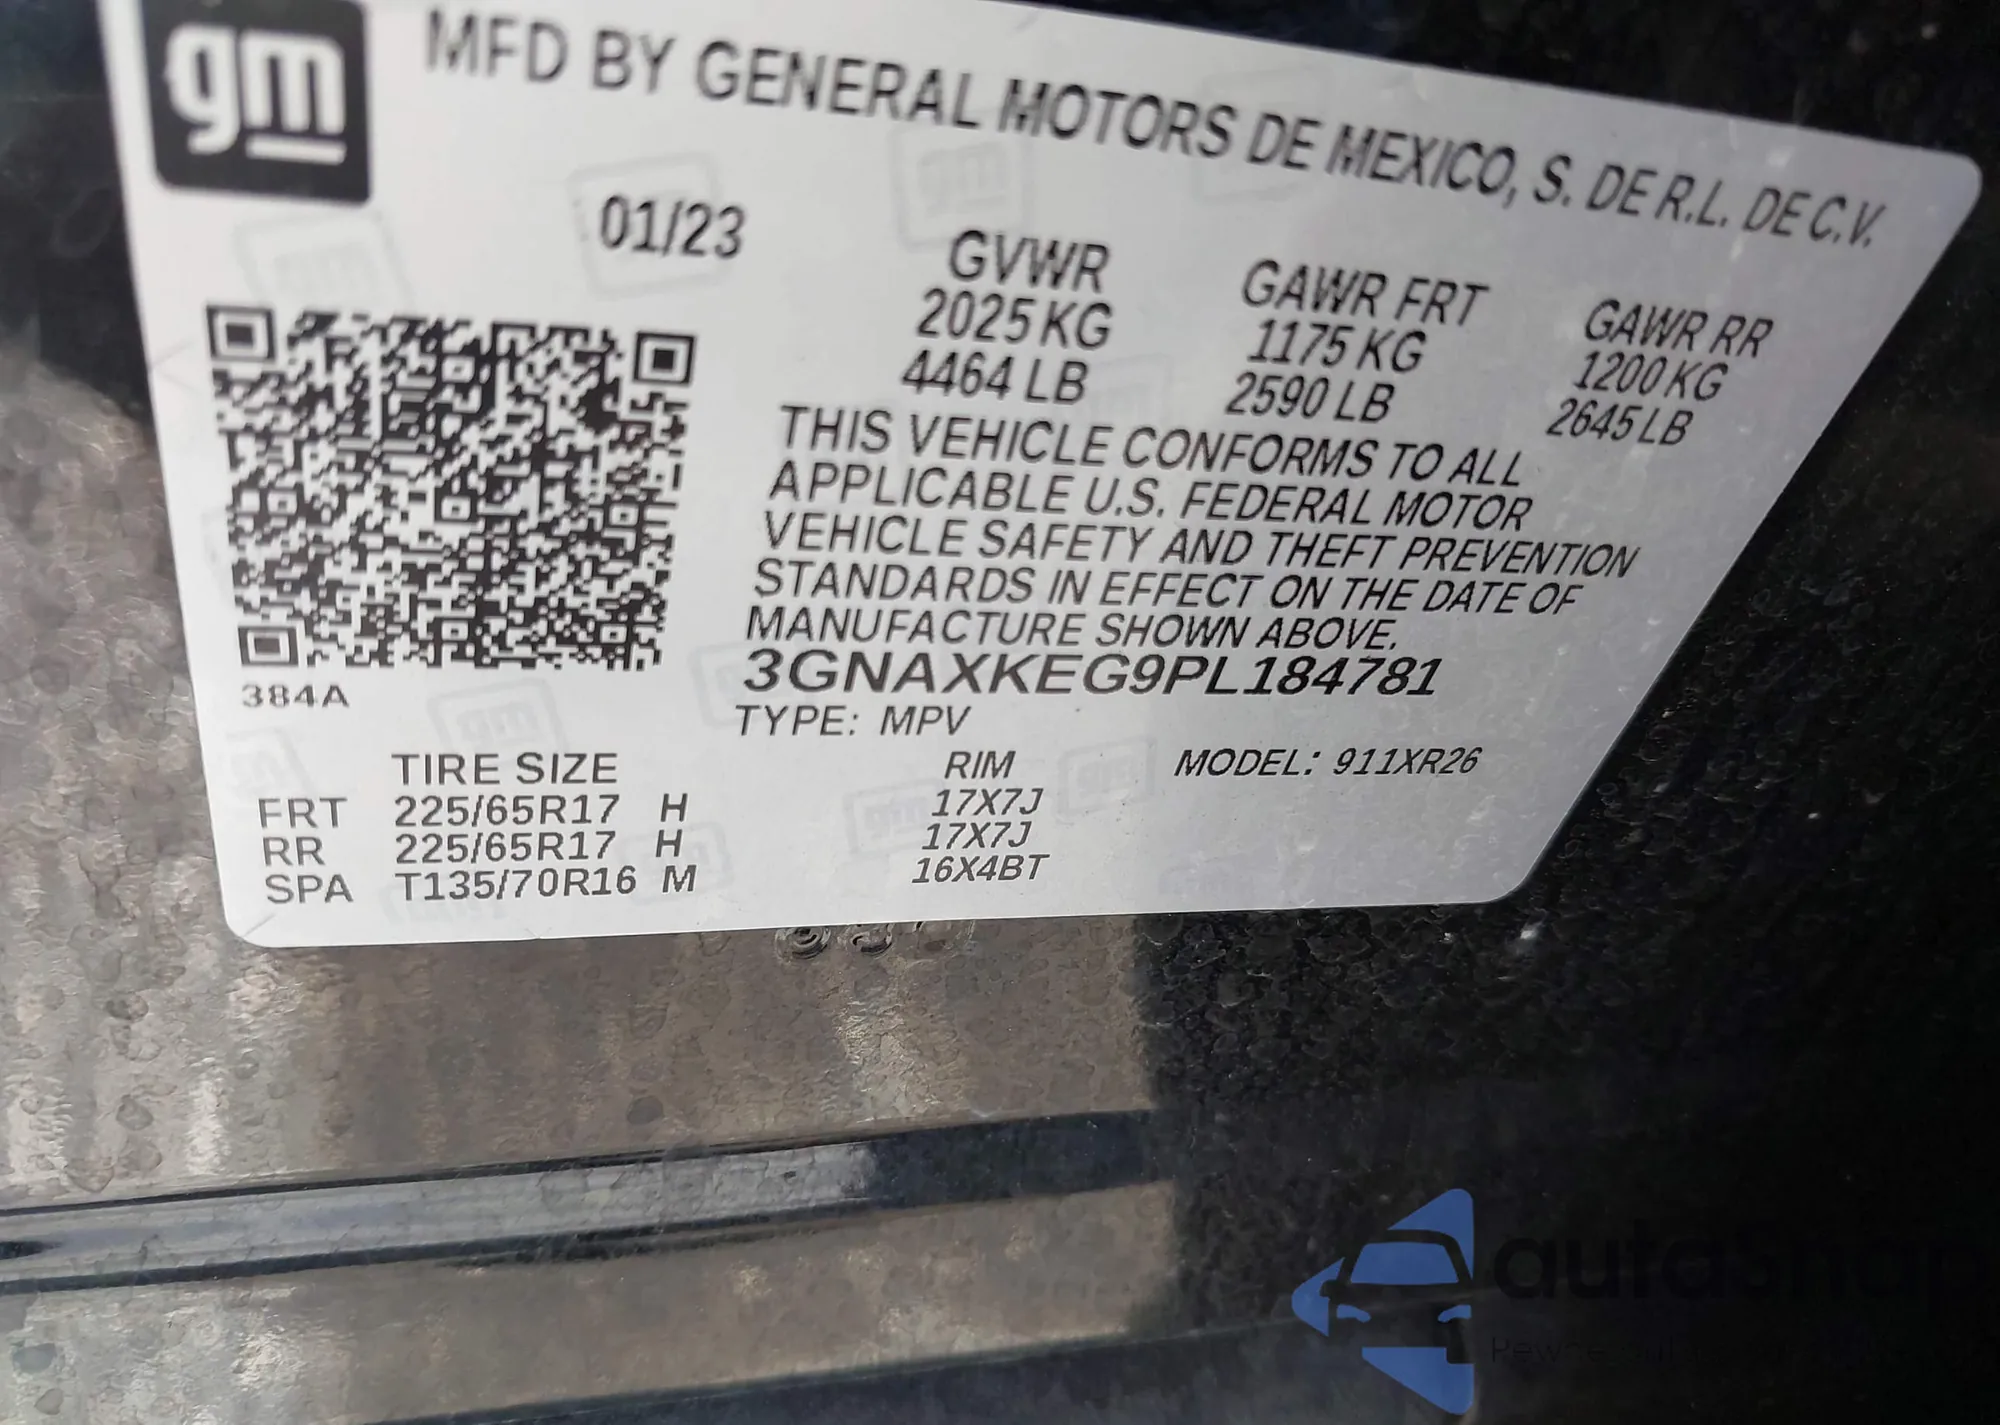 gm
MFD BY GENERAL MOTORS DE MEXICO, S. DE R.L. DE C.V.
01/23
GVWR GAWR FRT GAWR RR
2025 KG 1175 KG 1200 KG
4464 LB 2590 LB 2645 LB
THIS VEHICLE CONFORMS TO ALL
APPLICABLE U.S. FEDERAL MOTOR
VEHICLE SAFETY AND THEFT PREVENTION
STANDARDS IN EFFECT ON THE DATE OF
MANUFACTURE SHOWN ABOVE.
3GNAXKEG9PL184781
384A
TYPE: MPV
TIRE SIZE RIM MODEL: 911XR26
FRT 225/65R17 H 17X7J
RR 225/65R17 H 17X7J
SPA T135/70R16 M 16X4BT